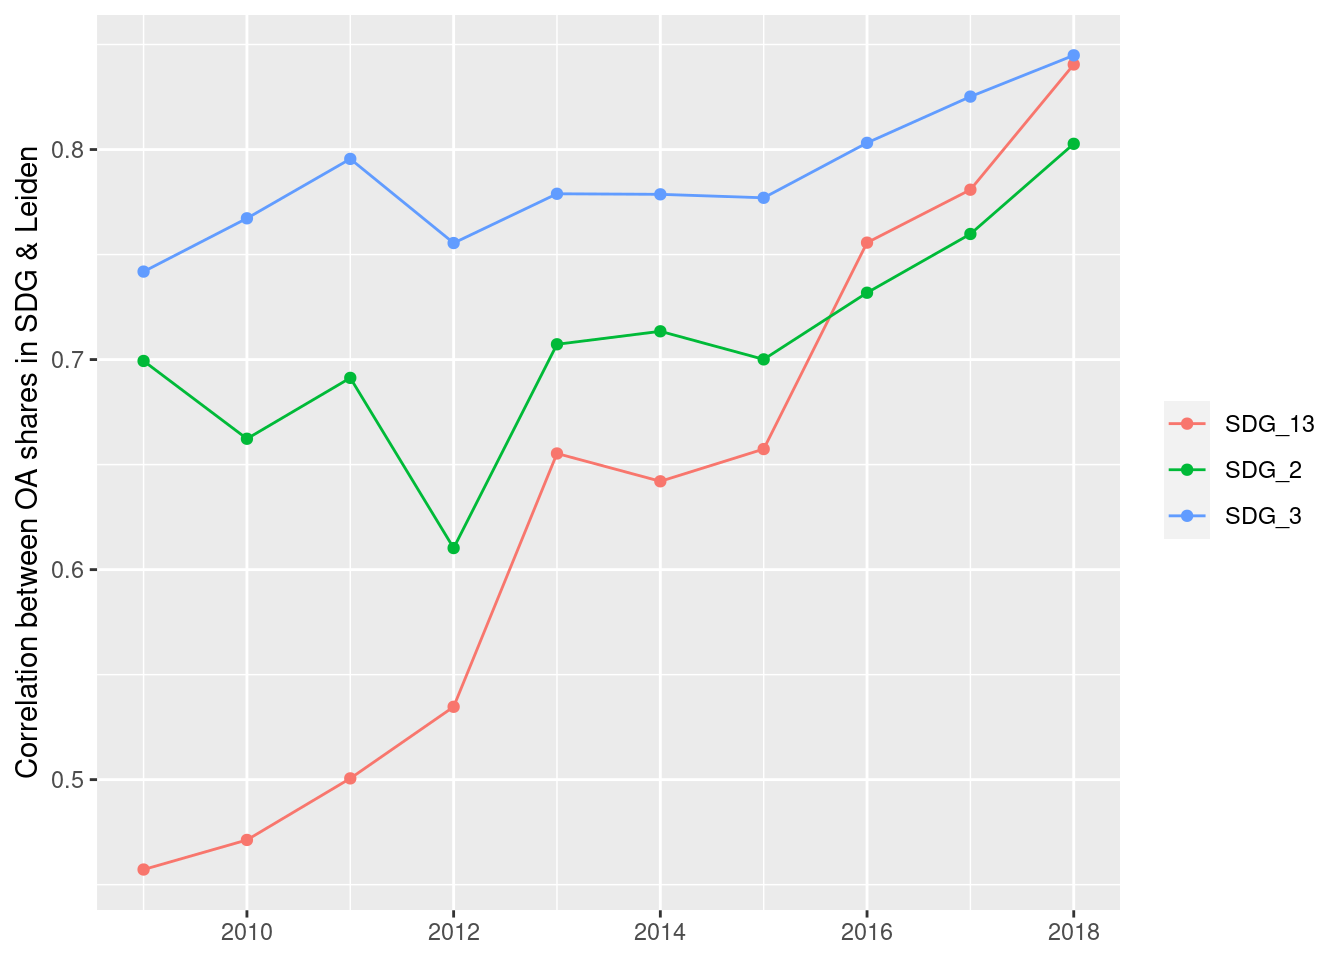 Correlation between OA shares in SDG & Leiden
0.8
0.7
0.6
0.5
2010 2012 2014 2016 2018
SDG_13
SDG_2
SDG_3